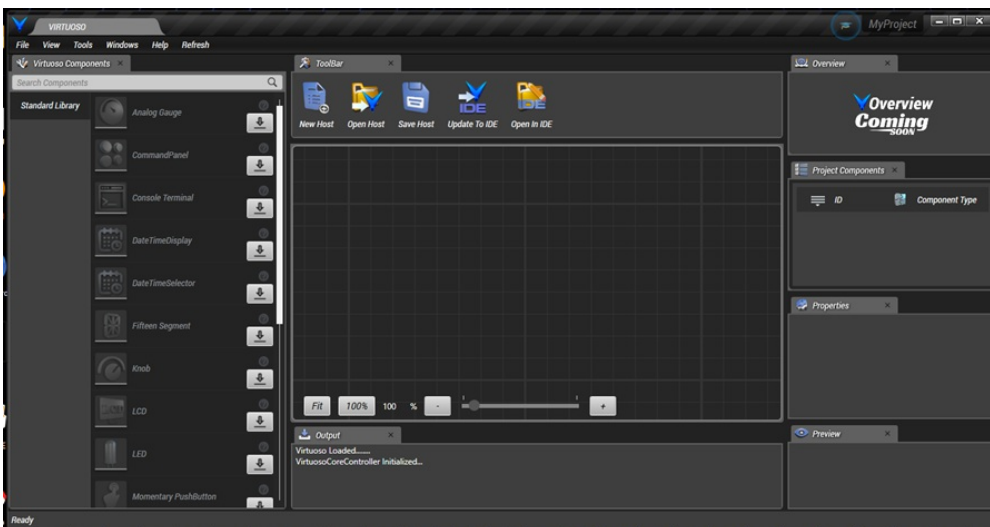 VIRTUOSO
MyProject
File View Tools Windows Help Refresh
Virtuoso Components
Search Components
Standard Library
Analog Gauge
CommandPanel
Console Terminal
DateTimeDisplay
DateTimeSelector
Fifteen Segment
Knob
LCD
LED
Momentary PushButton
ToolBar
New Host Open Host Save Host Update To IDE Open In IDE
Fit 100% 100 % - +
Output
Virtuoso Loaded.......
VirtuosoCoreController Initialized...
Overview
Overview
Coming
SOON
Project Components
ID Component Type
Properties
Preview
Ready